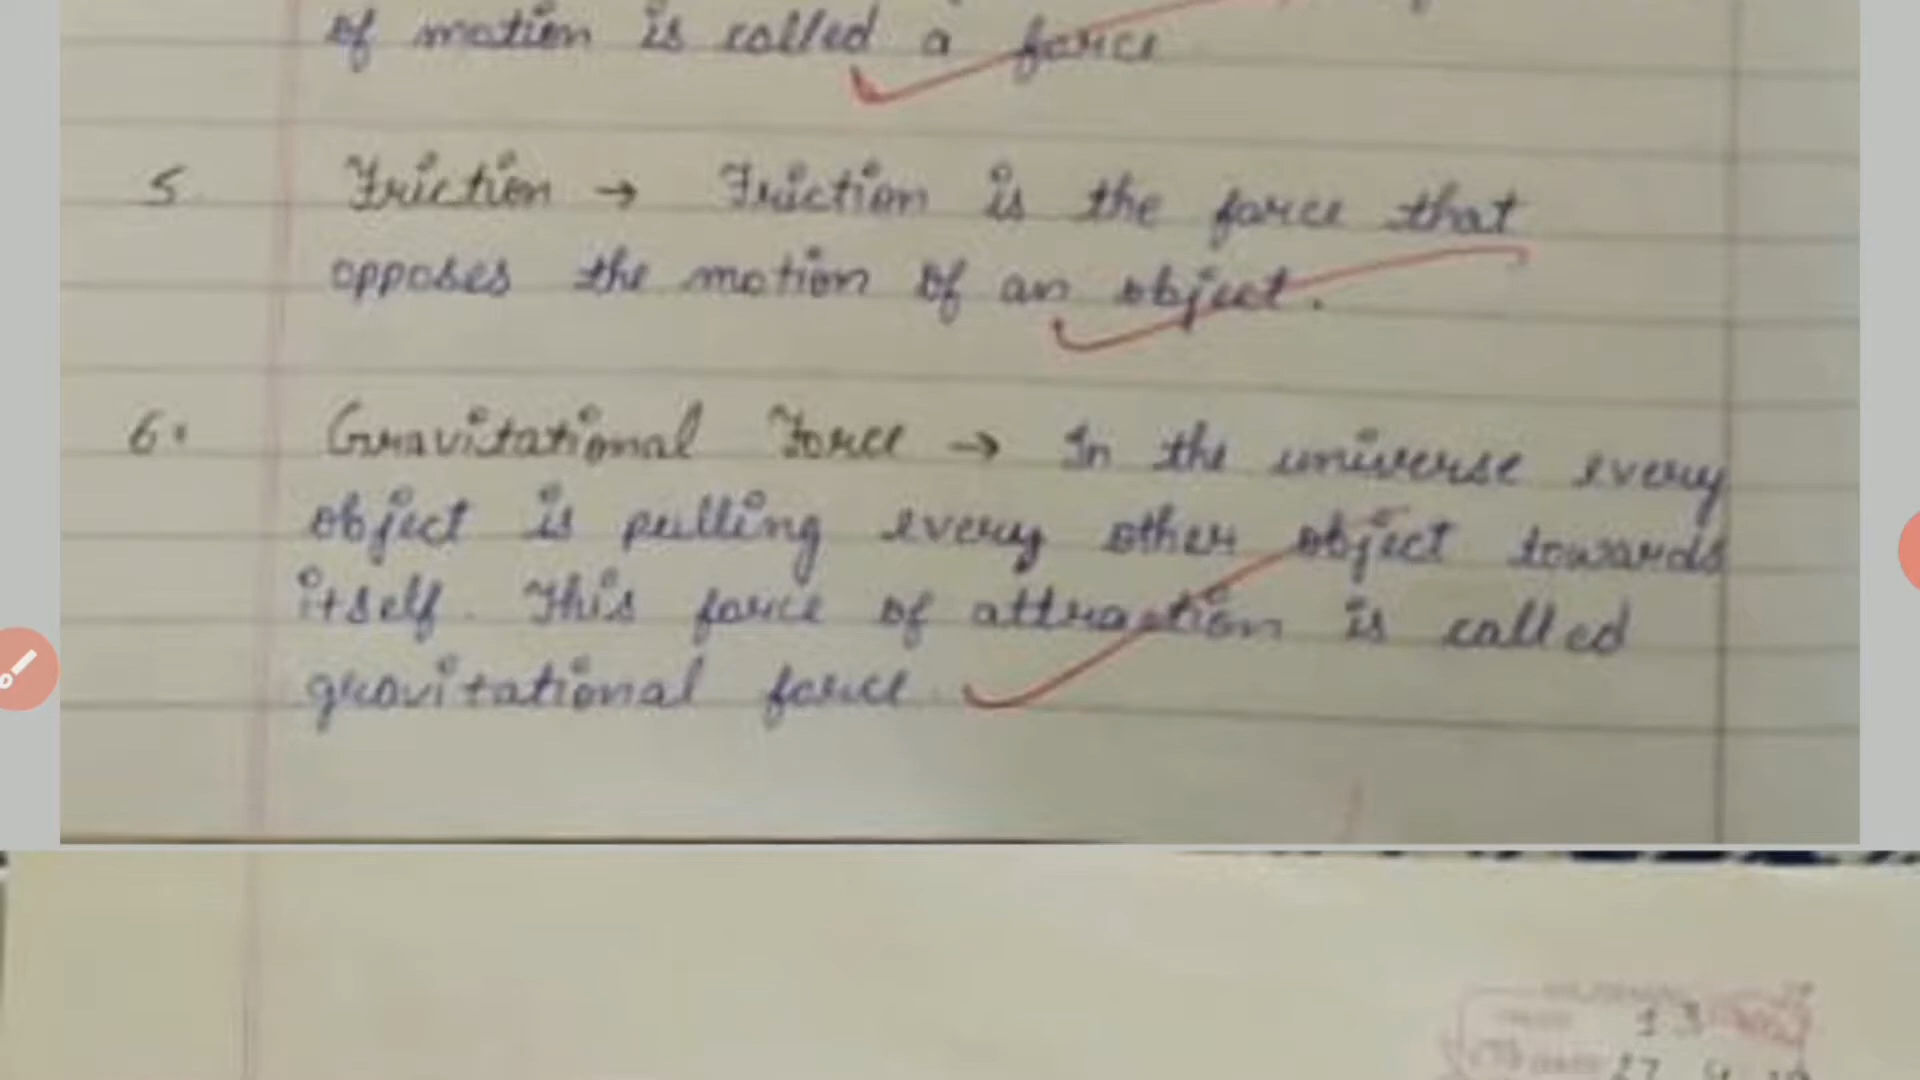 of motion is called a force
5. Friction → Friction is the force that
opposes the motion of an object.
6. Gravitational Force → In the universe every
object is pulling every other object towards
itself. This force of attraction is called
gravitational force
13
27